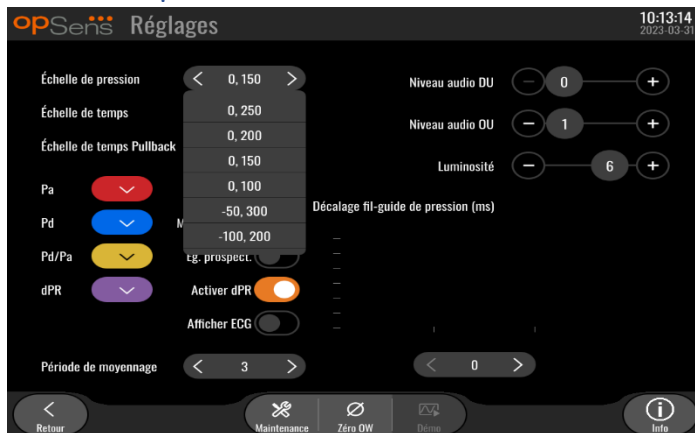 opSens Réglages
10:13:14
2023-03-31
Échelle de pression
0, 150
Échelle de temps
Échelle de temps Pullback
0, 250
0, 200
0, 150
0, 100
-50, 300
-100, 200
Pa
Pd
M
Pd/Pa
Eg. prospect.
dPR
Activer dPR
Afficher ECG
Période de moyennage
3
Niveau audio DU
0
Niveau audio OU
1
Luminosité
6
Décalage fil-guide de pression (ms)
0
Retour
Maintenance
Zéro OW
Démo
Info